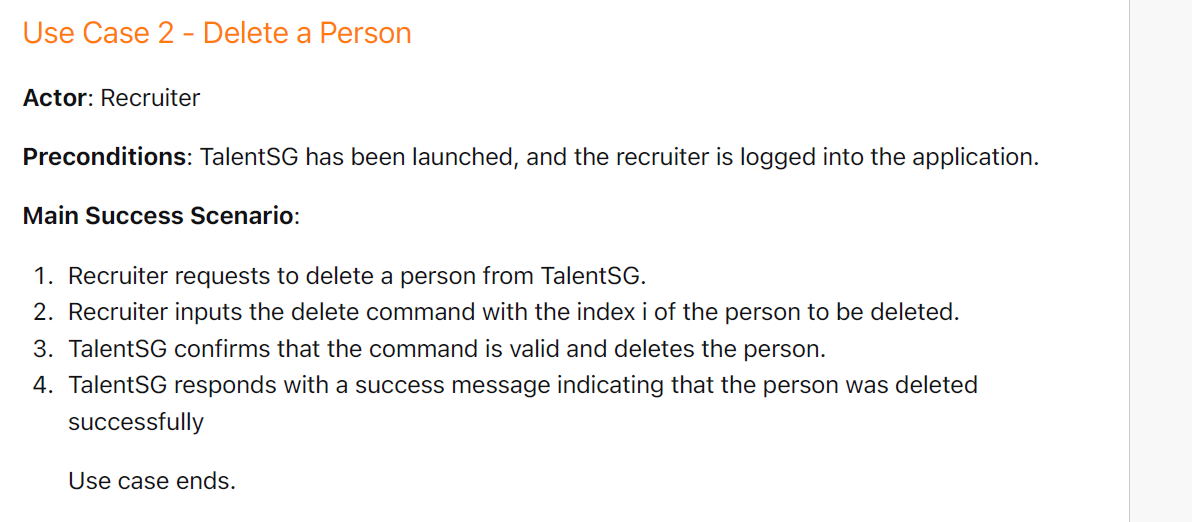 Use Case 2 - Delete a Person
Actor: Recruiter
Preconditions: TalentSG has been launched, and the recruiter is logged into the application.
Main Success Scenario:
1. Recruiter requests to delete a person from TalentSG.
2. Recruiter inputs the delete command with the index i of the person to be deleted.
3. TalentSG confirms that the command is valid and deletes the person.
4. TalentSG responds with a success message indicating that the person was deleted
successfully
Use case ends.